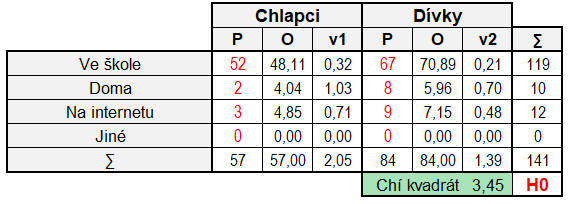 Chlapci Dívky
P O v1 P O v2 ∑
Ve škole 52 48,11 0,32 67 70,89 0,21 119
Doma 2 4,04 1,03 8 5,96 0,70 10
Na internetu 3 4,85 0,71 9 7,15 0,48 12
Jiné 0 0,00 0,00 0 0,00 0,00 0
∑ 57 57,00 2,05 84 84,00 1,39 141
Chí kvadrát 3,45 H0